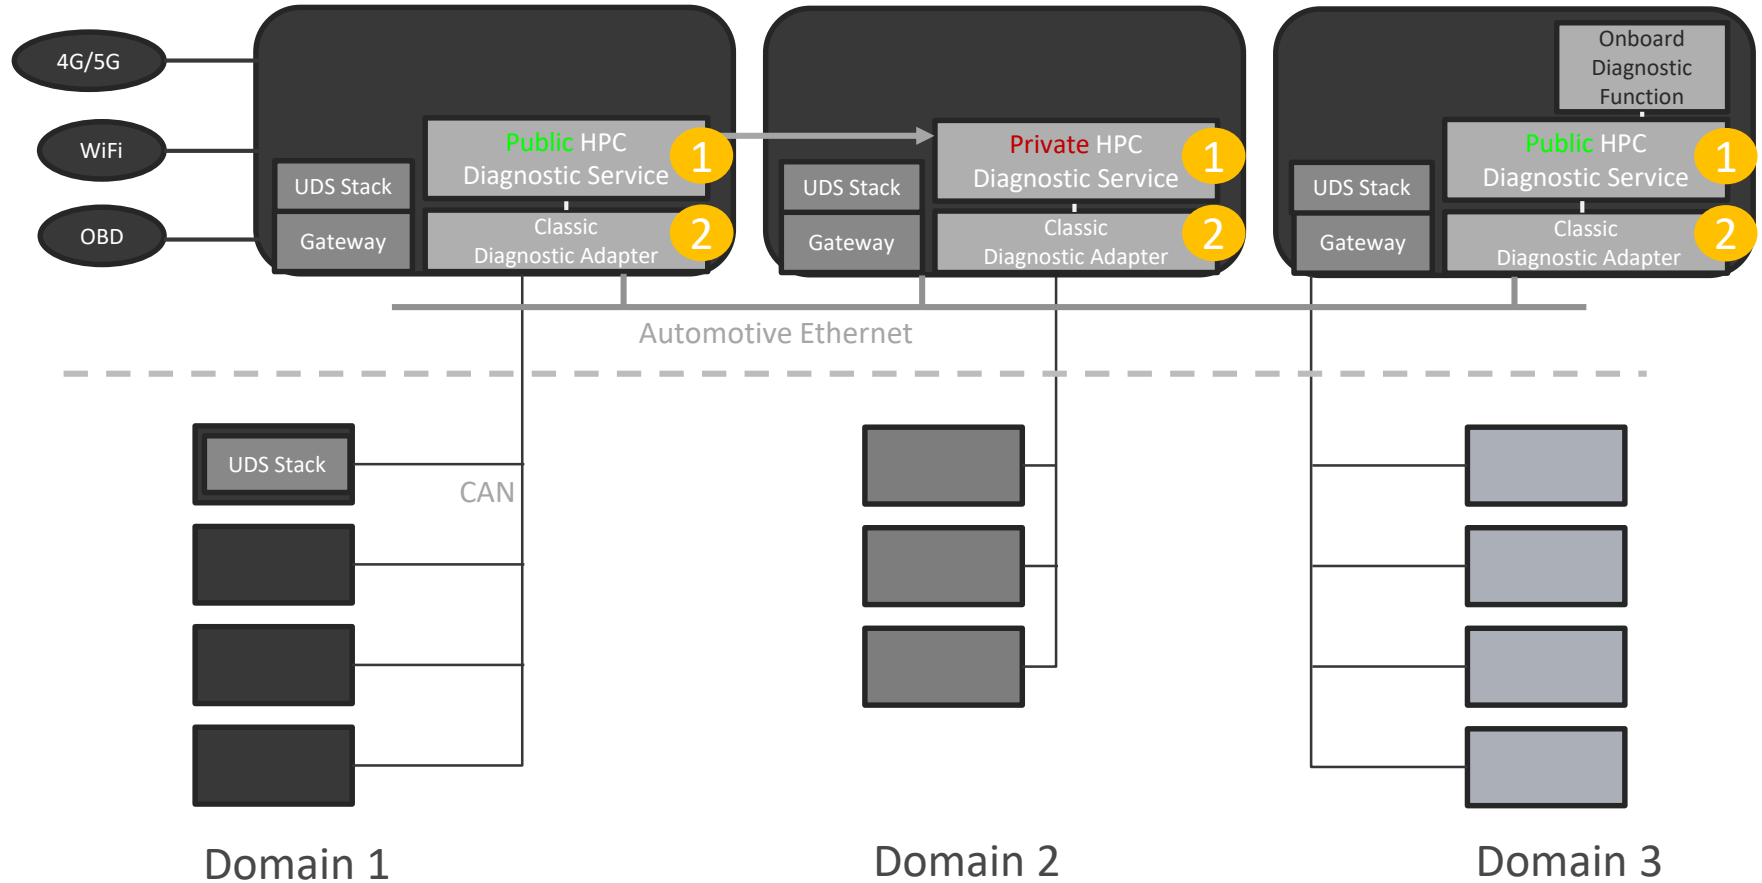 4G/5G
WiFi
OBD
Public HPC
Diagnostic Service
1
UDS Stack
Gateway
Classic
Diagnostic Adapter
2
Private HPC
Diagnostic Service
1
UDS Stack
Gateway
Classic
Diagnostic Adapter
2
Onboard
Diagnostic
Function
Public HPC
Diagnostic Service
1
UDS Stack
Gateway
Classic
Diagnostic Adapter
2
Automotive Ethernet
UDS Stack
CAN
Domain 1
Domain 2
Domain 3